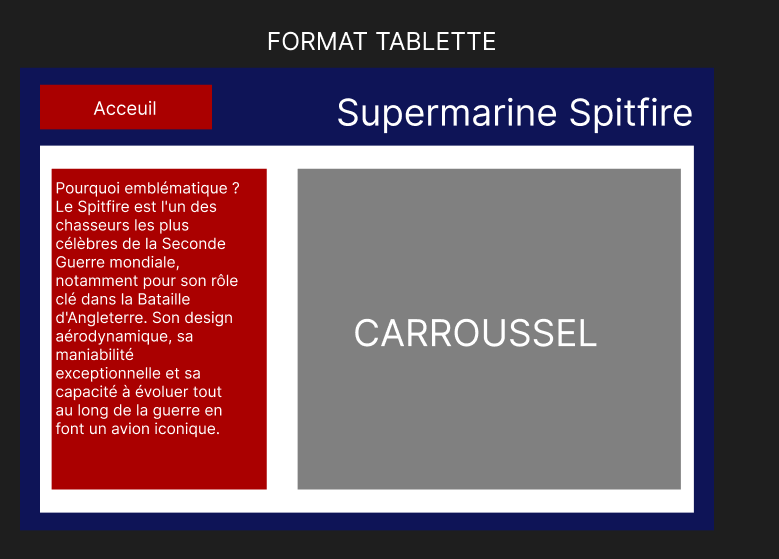 FORMAT TABLETTE
Acceuil
Supermarine Spitfire
Pourquoi emblématique ?
Le Spitfire est l'un des
chasseurs les plus
célèbres de la Seconde
Guerre mondiale,
notamment pour son rôle
clé dans la Bataille
d'Angleterre. Son design
aérodynamique, sa
maniabilité
exceptionnelle et sa
capacité à évoluer tout
au long de la guerre en
font un avion iconique.
CARROUSSEL